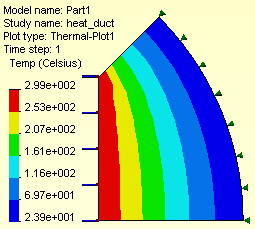 Model name: Part1
Study name: heat_duct
Plot type: Thermal-Plot1
Time step: 1
Temp (Celsius)
2.99e+002
2.53e+002
2.07e+002
1.61e+002
1.16e+002
6.97e+001
2.39e+001